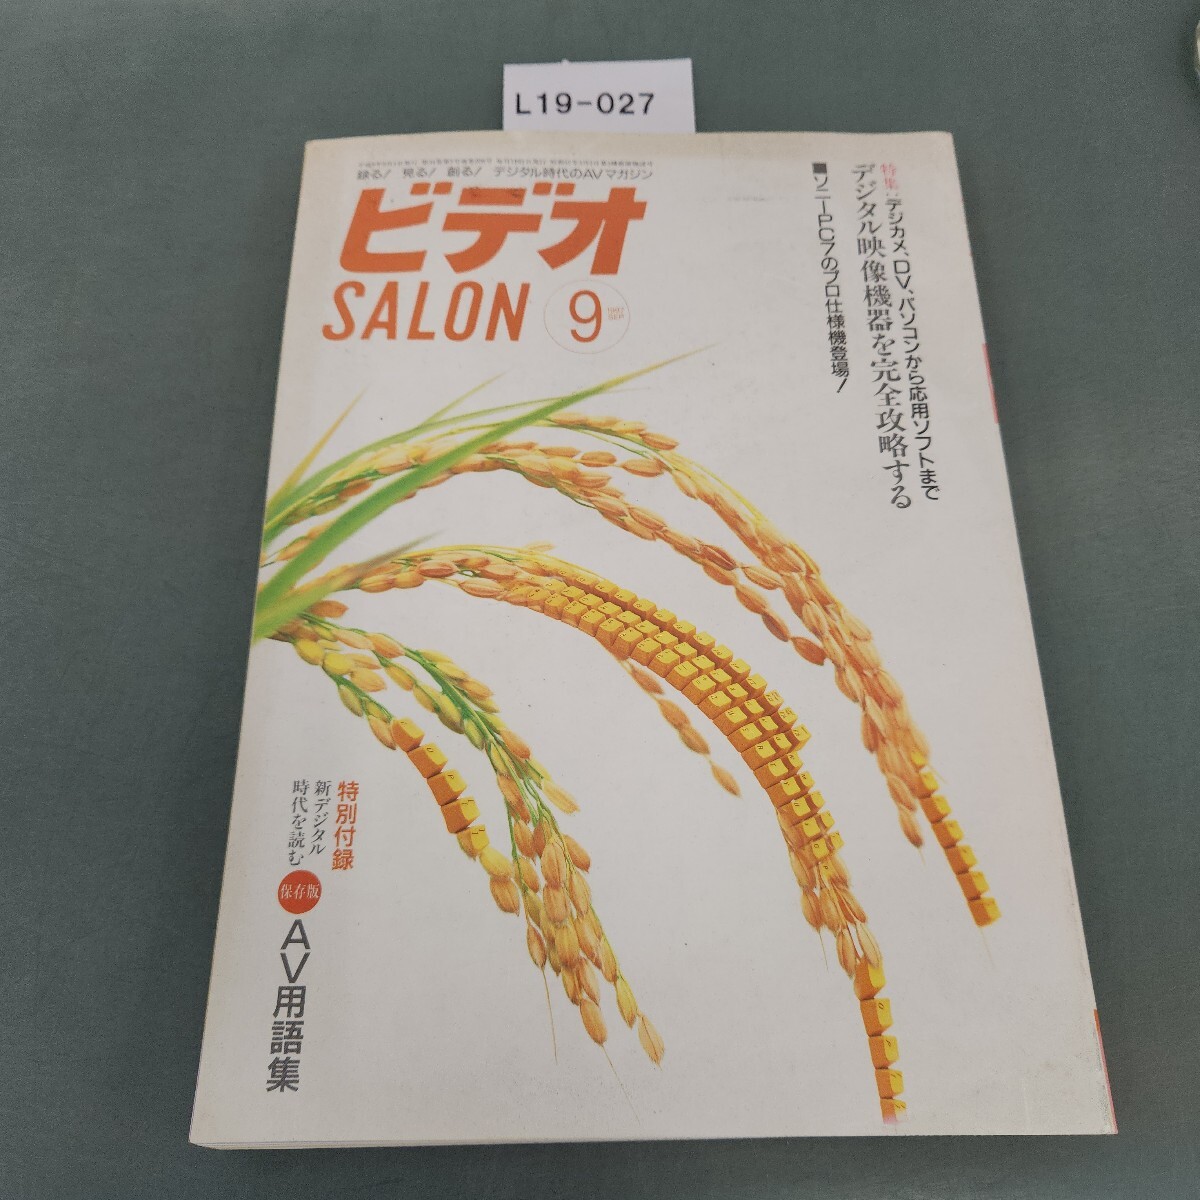 L19-027
録る！ 見る！ 創る！ デジタル時代のAVマガジン
ビデオ
SALON
9
1997
SEP.
特集：デジカメ、DV、パソコンから応用ソフトまで
デジタル映像機器を完全攻略する
■ソニーPC7のプロ仕様機登場！
特別付録
新デジタル
時代を読む
保存版
AV用語集